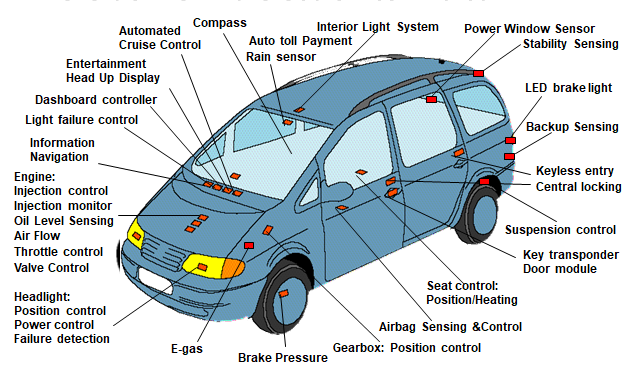 Compass
Automated
Cruise Control
Interior Light System
Auto toll Payment
Rain sensor
Power Window Sensor
Stability Sensing
Entertainment
Head Up Display
Dashboard controller
Light failure control
LED brake light
Backup Sensing
Information
Navigation
Keyless entry
Central locking
Engine:
Injection control
Injection monitor
Oil Level Sensing
Air Flow
Throttle control
Valve Control
Suspension control
Key transponder
Door module
Seat control:
Position/Heating
Headlight:
Position control
Power control
Failure detection
Airbag Sensing &Control
E-gas
Brake Pressure
Gearbox: Position control